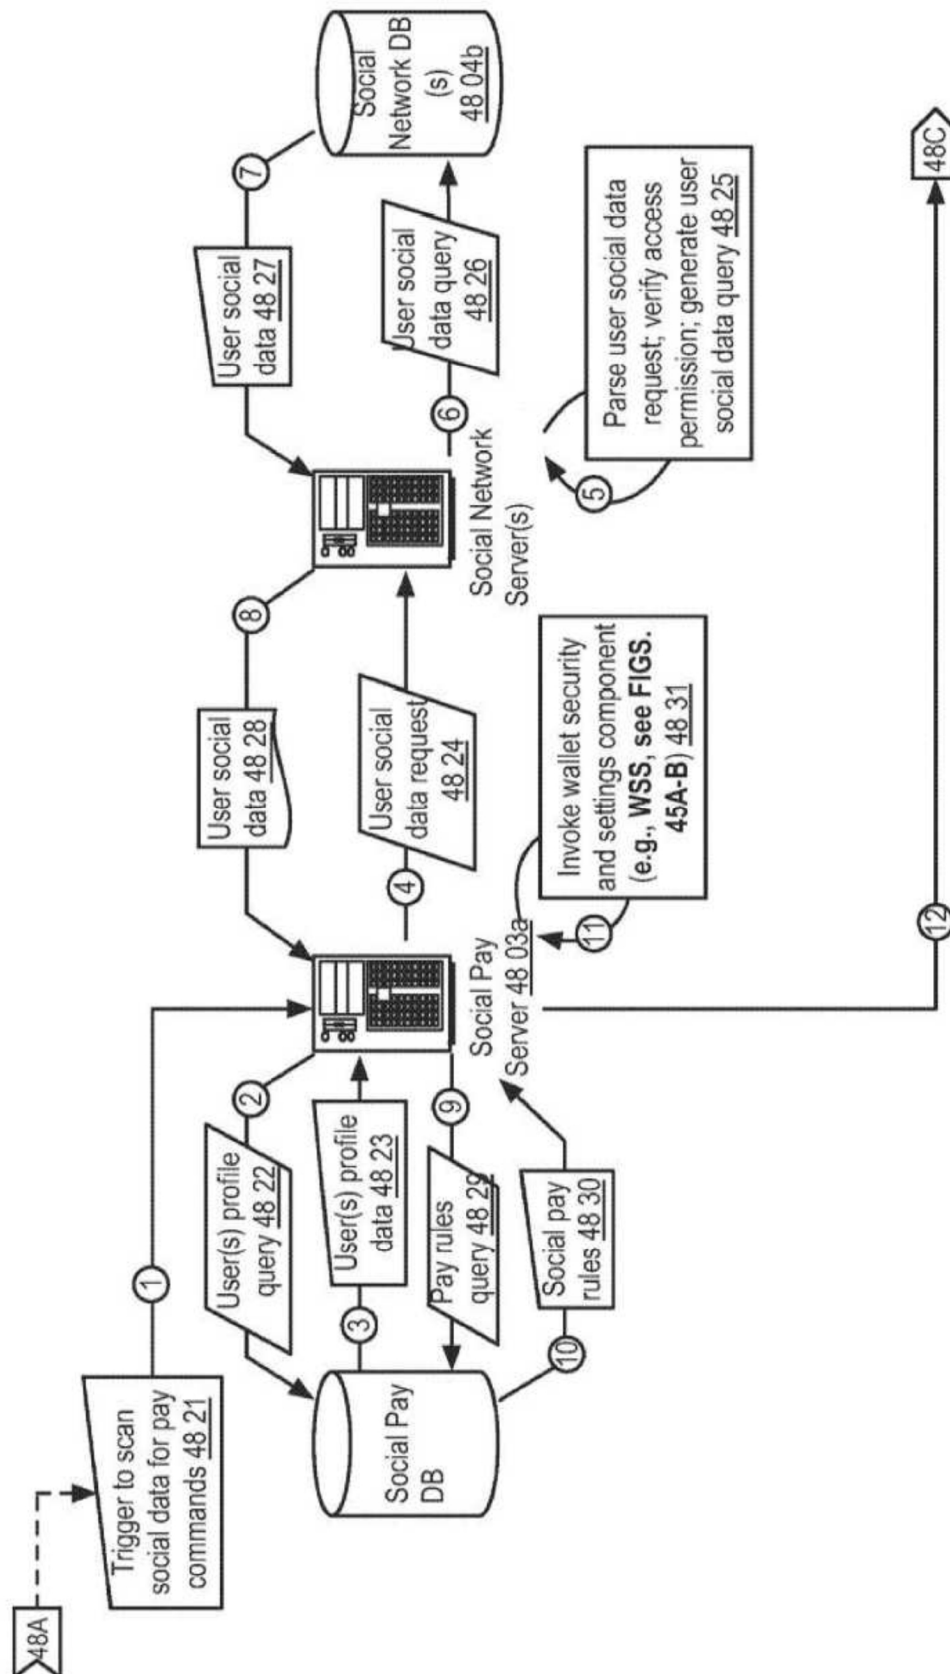 48A
Trigger to scan
social data for pay
commands 48 21
1
2
User(s) profile
query 48 22
3
User(s) profile
data 48 23
9
Pay rules
query 48 29
10
Social pay
rules 48 30
Social Pay
DB
Social Pay
Server 48 03a
8
User social
data 48 28
4
User social
data request
48 24
11
Invoke wallet security
and settings component
(e.g., WSS, see FIGS.
45A-B) 48 31
12
48C
7
User social
data 48 27
6
User social
data query
48 26
Social Network
Server(s)
5
Parse user social data
request; verify access
permission; generate user
social data query 48 25
Social
Network DB
(s)
48 04b